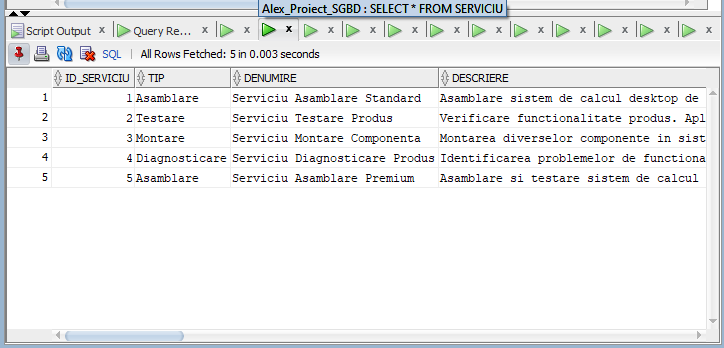 Alex_Proiect_SGBD : SELECT * FROM SERVICIU
Script Output x Query Re... x x x x x x x x x x x x
SQL | All Rows Fetched: 5 in 0.003 seconds
ID_SERVICIU TIP DENUMIRE DESCRIERE
1 1 Asamblare Serviciu Asamblare Standard Asamblare sistem de calcul desktop de
2 2 Testare Serviciu Testare Produs Verificare functionalitate produs. Apl
3 3 Montare Serviciu Montare Componenta Montarea diverselor componente in sist
4 4 Diagnosticare Serviciu Diagnosticare Produs Identificarea problemelor de functiona
5 5 Asamblare Serviciu Asamblare Premium Asamblare si testare sistem de calcul